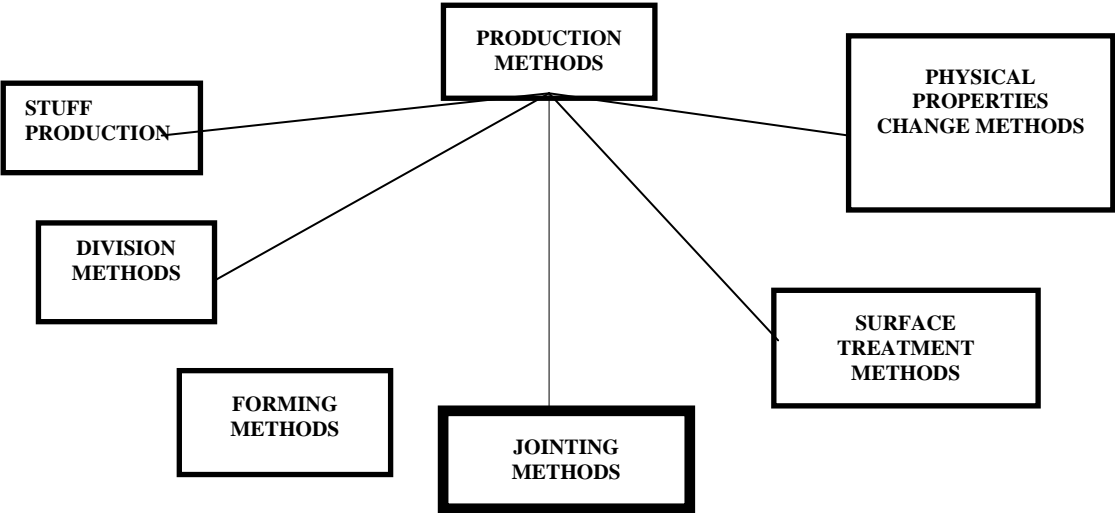 PRODUCTION
METHODS
PHYSICAL
PROPERTIES
CHANGE METHODS
STUFF
PRODUCTION
DIVISION
METHODS
SURFACE
TREATMENT
METHODS
FORMING
METHODS
JOINTING
METHODS